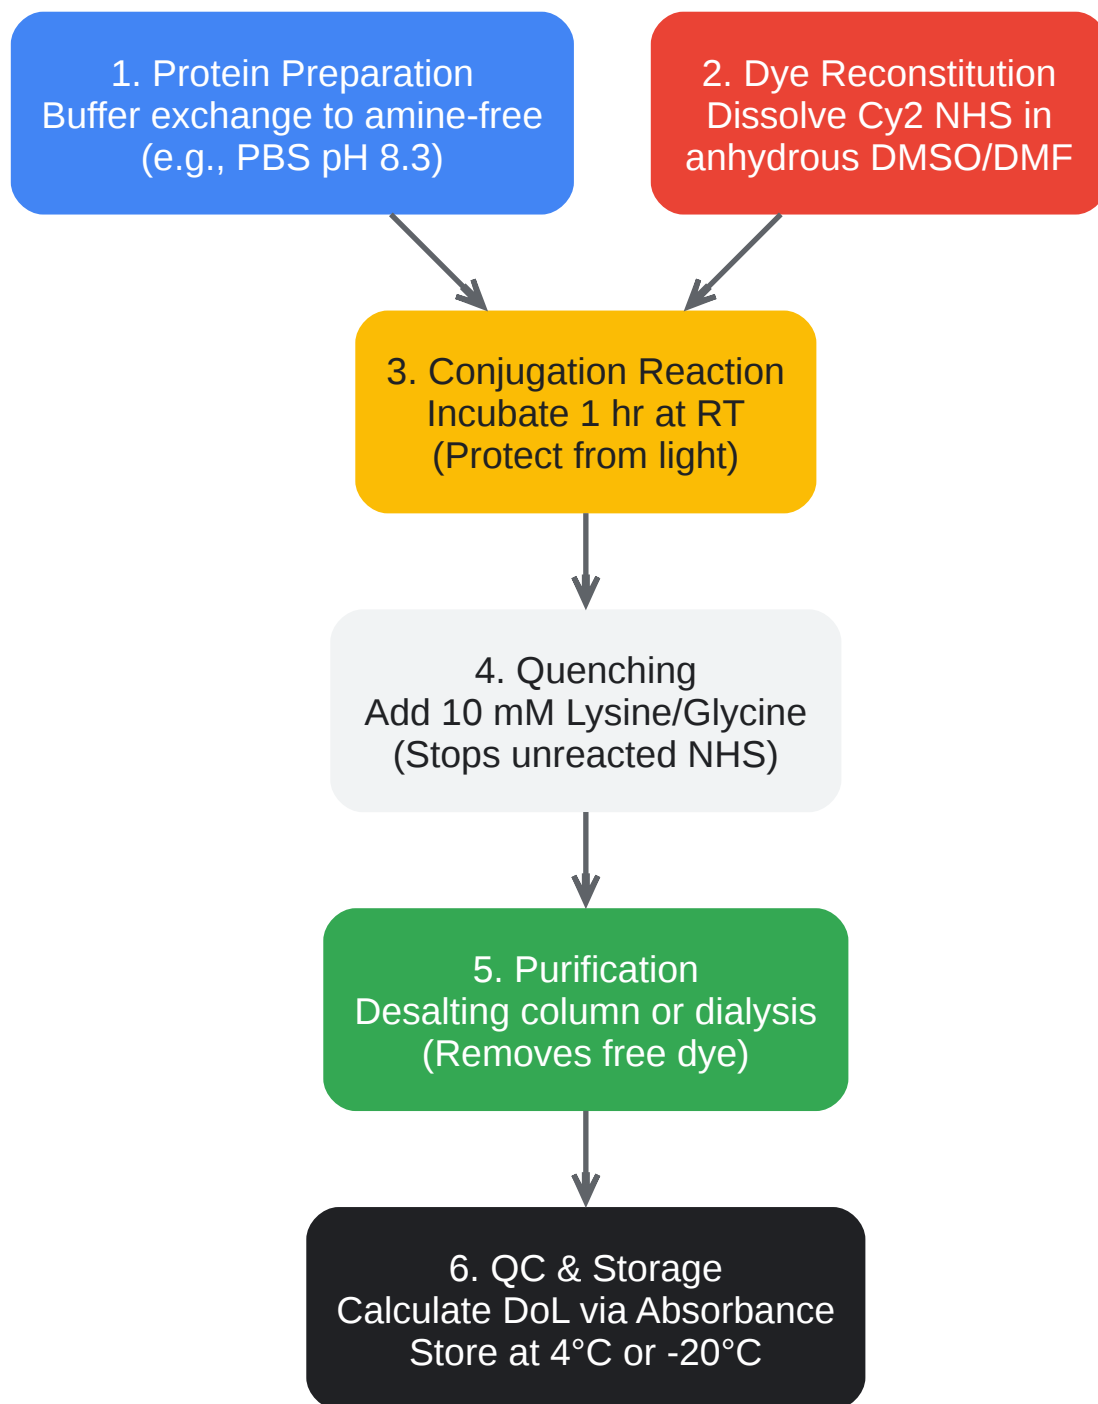 1. Protein Preparation
Buffer exchange to amine-free
(e.g., PBS pH 8.3)
2. Dye Reconstitution
Dissolve Cy2 NHS in
anhydrous DMSO/DMF
3. Conjugation Reaction
Incubate 1 hr at RT
(Protect from light)
4. Quenching
Add 10 mM Lysine/Glycine
(Stops unreacted NHS)
5. Purification
Desalting column or dialysis
(Removes free dye)
6. QC & Storage
Calculate DoL via Absorbance
Store at 4°C or -20°C